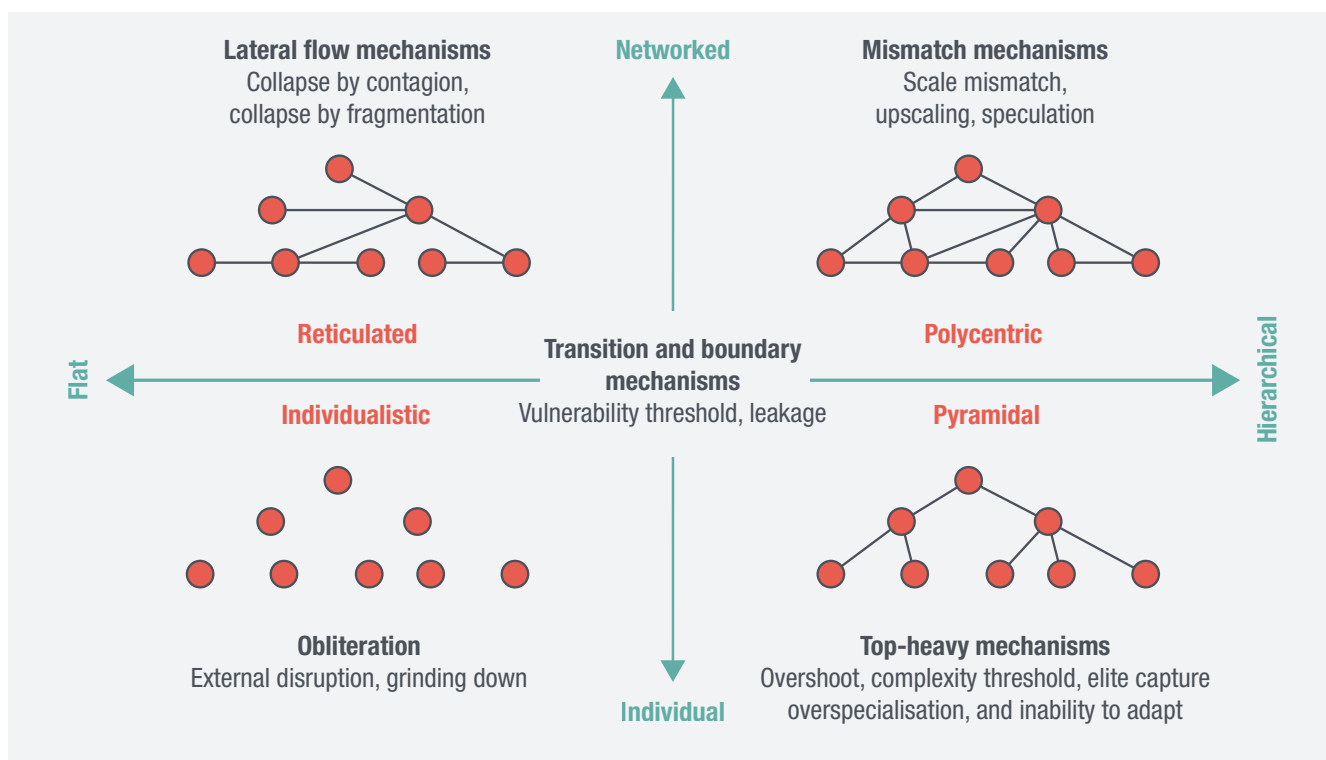 Lateral flow mechanisms
Collapse by contagion,
collapse by fragmentation
Networked
Mismatch mechanisms
Scale mismatch,
upscaling, speculation
Reticulated
Polycentric
Flat
Transition and boundary
mechanisms
Vulnerability threshold, leakage
Hierarchical
Individualistic
Pyramidal
Obliteration
External disruption, grinding down
Individual
Top-heavy mechanisms
Overshoot, complexity threshold, elite capture
overspecialisation, and inability to adapt